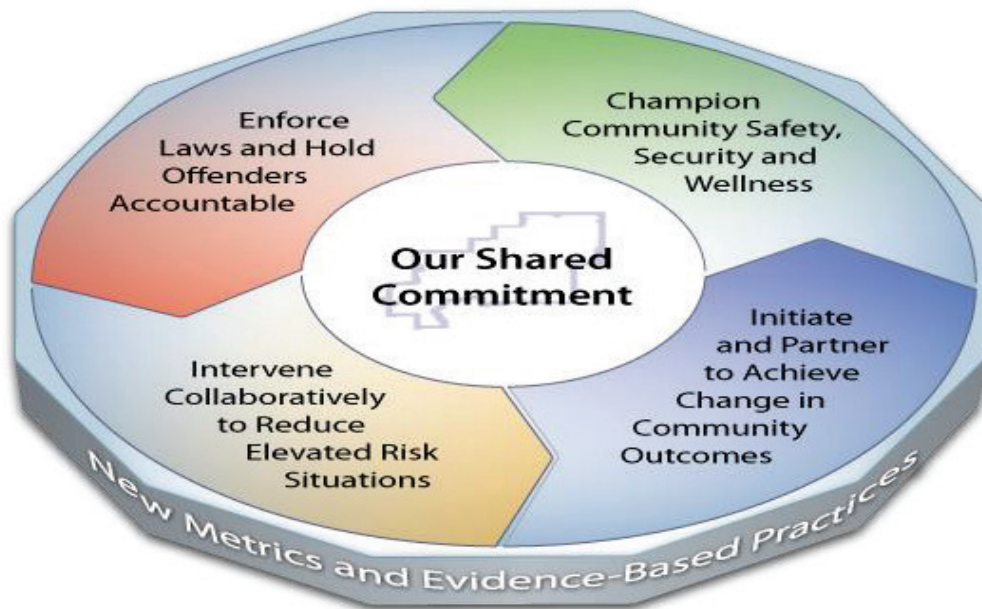 Enforce
Laws and Hold
Offenders
Accountable
Champion
Community Safety,
Security and
Wellness
Our Shared
Commitment
Intervene
Collaboratively
to Reduce
Elevated Risk
Situations
Initiate
and Partner
to Achieve
Change in
Community
Outcomes
New Metrics and Evidence-Based Practices